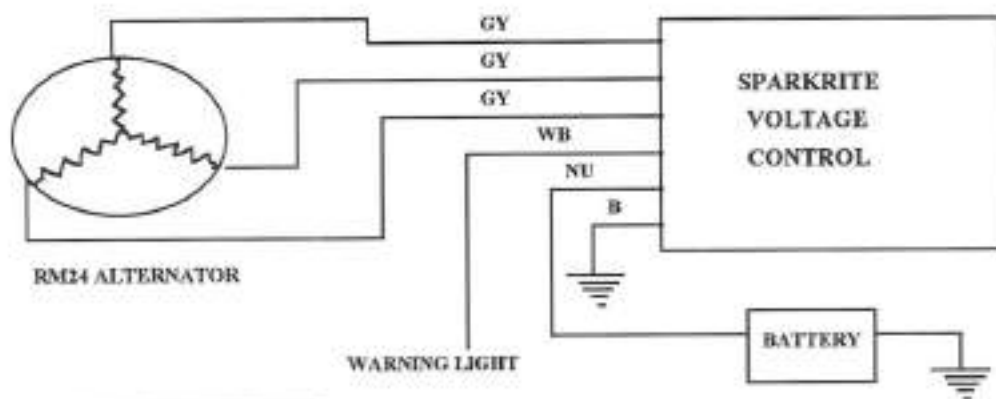 GY
GY
GY
WB
NU
B
SPARKRITE
VOLTAGE
CONTROL
RM24 ALTERNATOR
WARNING LIGHT
BATTERY